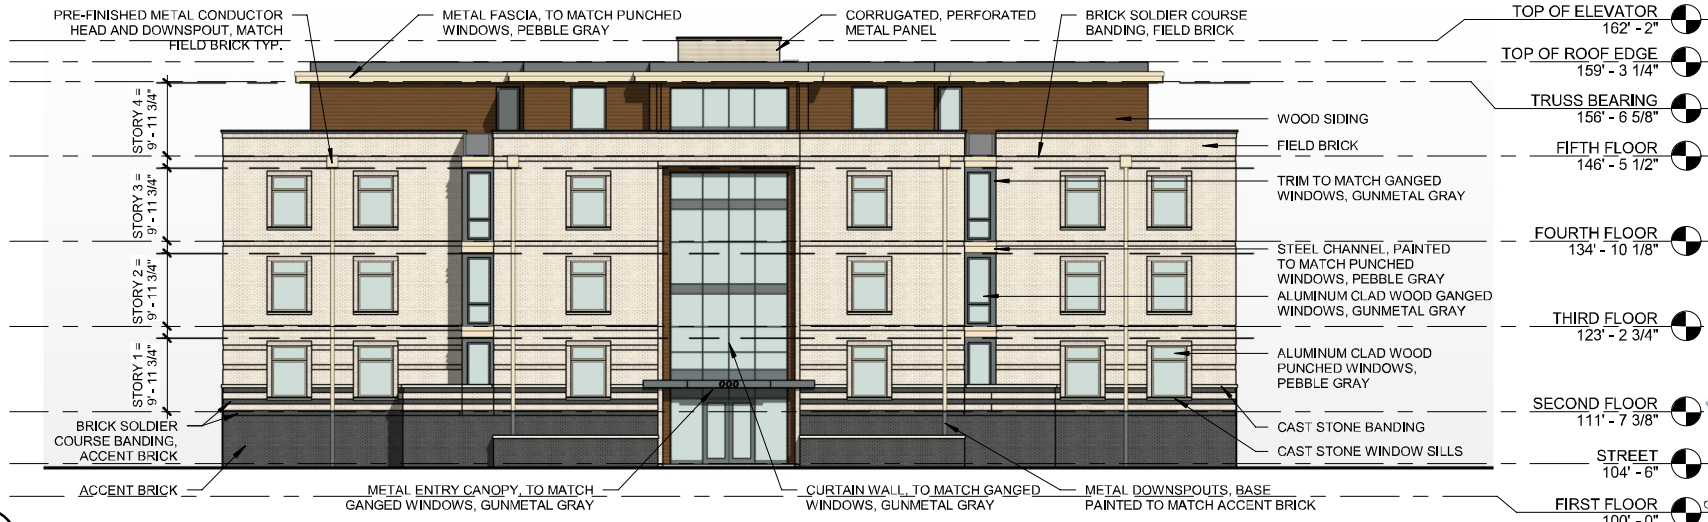 PRE-FINISHED METAL CONDUCTOR
HEAD AND DOWNSPOUT, MATCH
FIELD BRICK TYP.
METAL FASCIA, TO MATCH PUNCHED
WINDOWS, PEBBLE GRAY
CORRUGATED, PERFORATED
METAL PANEL
BRICK SOLDIER COURSE
BANDING, FIELD BRICK
TOP OF ELEVATOR
162' - 2"
TOP OF ROOF EDGE
159' - 3 1/4"
TRUSS BEARING
156' - 6 5/8"
FIFTH FLOOR
146' - 5 1/2"
FOURTH FLOOR
134' - 10 1/8"
THIRD FLOOR
123' - 2 3/4"
SECOND FLOOR
111' - 7 3/8"
STREET
104' - 6"
FIRST FLOOR
100' - 0"
STORY 4 =
9' - 11 3/4"
STORY 3 =
9' - 11 3/4"
STORY 2 =
9' - 11 3/4"
STORY 1 =
9' - 11 3/4"
WOOD SIDING
FIELD BRICK
TRIM TO MATCH GANGED
WINDOWS, GUNMETAL GRAY
STEEL CHANNEL, PAINTED
TO MATCH PUNCHED
WINDOWS, PEBBLE GRAY
ALUMINUM CLAD WOOD GANGED
WINDOWS, GUNMETAL GRAY
ALUMINUM CLAD WOOD
PUNCHED WINDOWS,
PEBBLE GRAY
CAST STONE BANDING
CAST STONE WINDOW SILLS
000
BRICK SOLDIER
COURSE BANDING,
ACCENT BRICK
ACCENT BRICK
METAL ENTRY CANOPY, TO MATCH
GANGED WINDOWS, GUNMETAL GRAY
CURTAIN WALL, TO MATCH GANGED
WINDOWS, GUNMETAL GRAY
METAL DOWNSPOUTS, BASE
PAINTED TO MATCH ACCENT BRICK